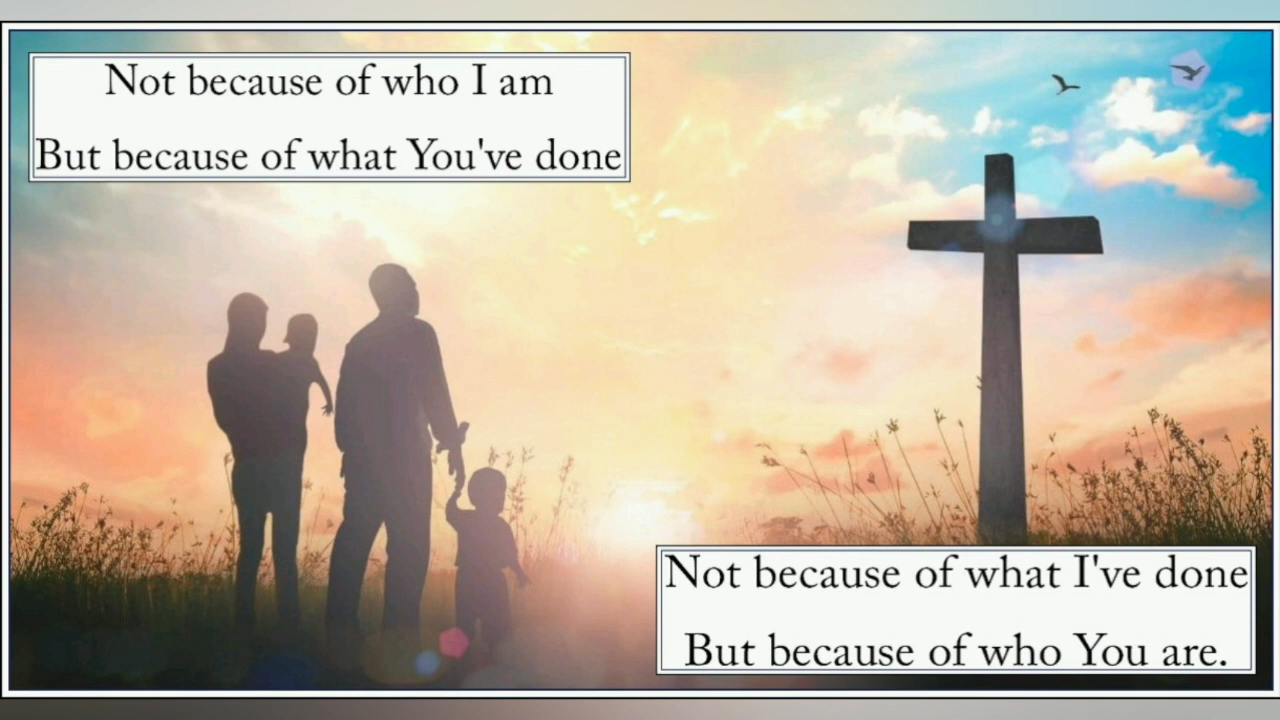 Not because of who I am
But because of what You've done
Not because of what I've done
But because of who You are.